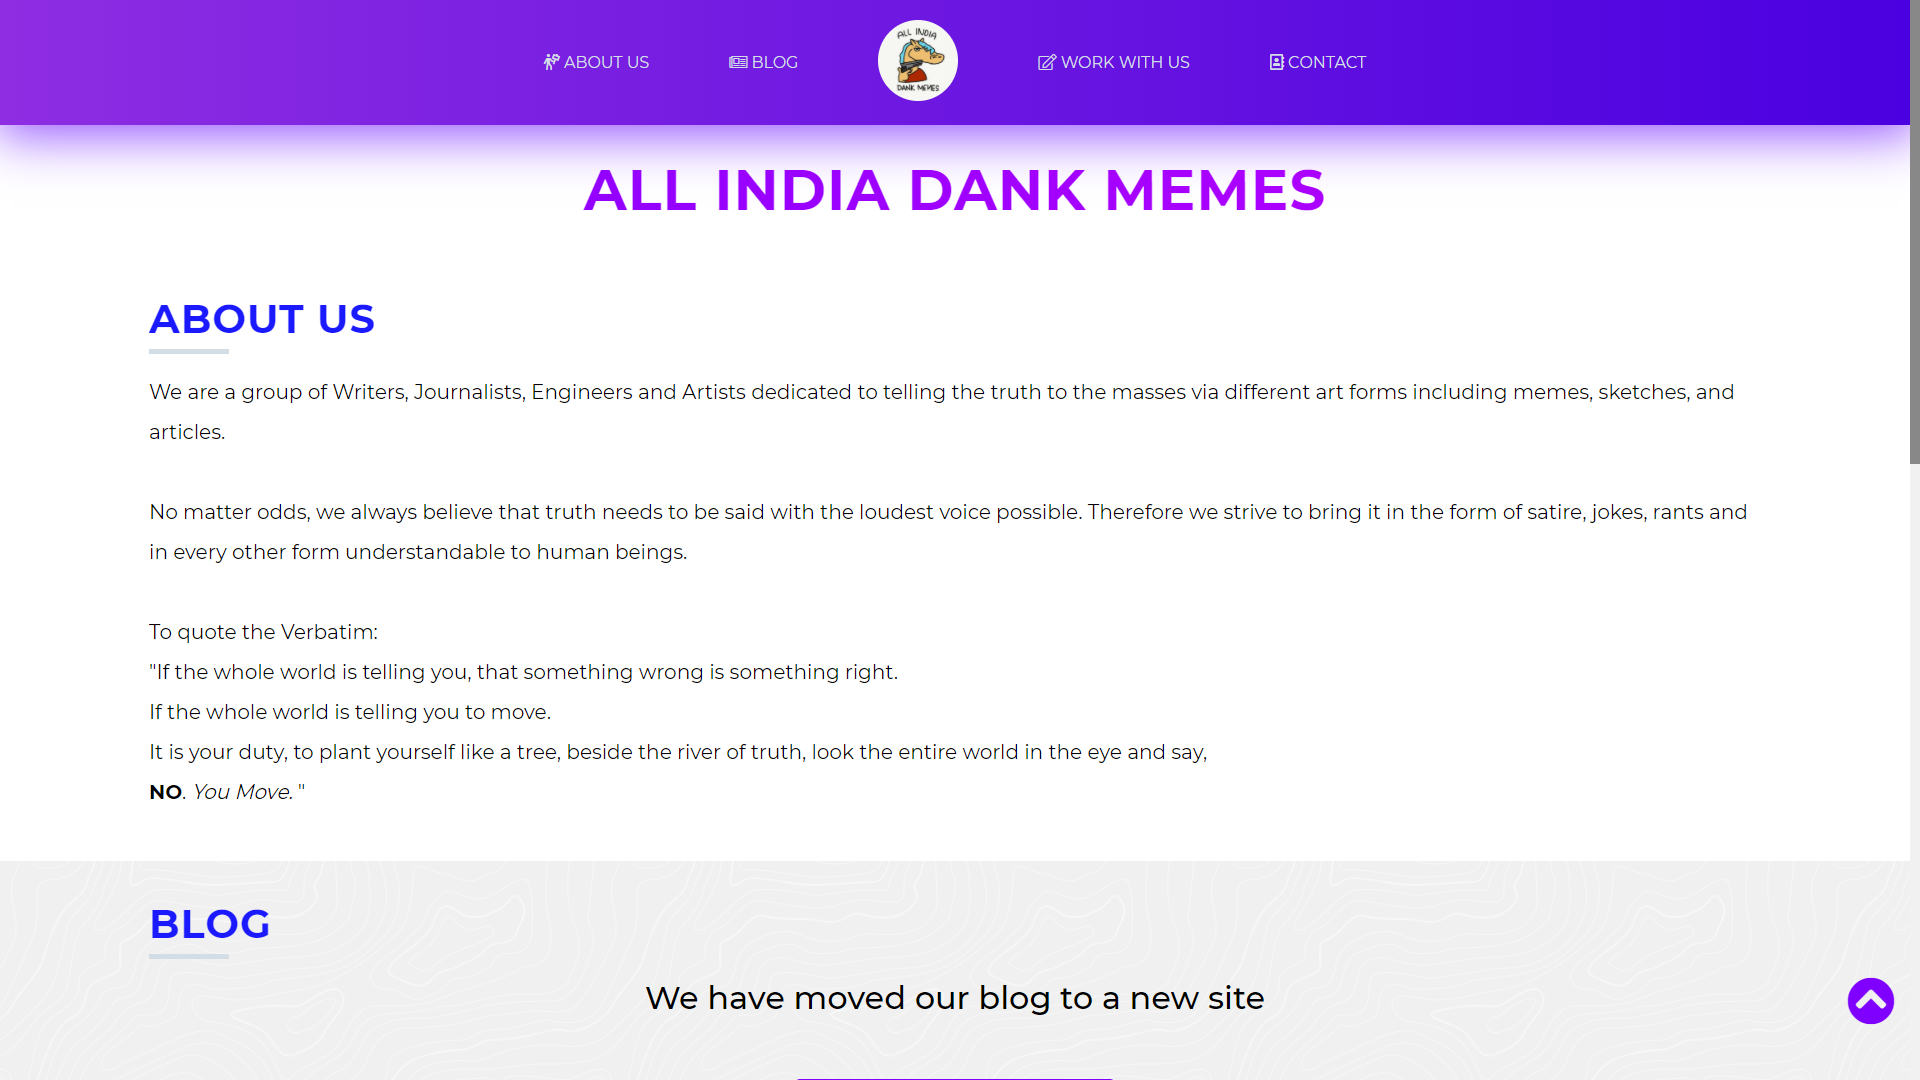 ABOUT US
BLOG
ALL INDIA
DANK MEMES
WORK WITH US
CONTACT
ALL INDIA DANK MEMES
ABOUT US
We are a group of Writers, Journalists, Engineers and Artists dedicated to telling the truth to the masses via different art forms including memes, sketches, and
articles.
No matter odds, we always believe that truth needs to be said with the loudest voice possible. Therefore we strive to bring it in the form of satire, jokes, rants and
in every other form understandable to human beings.
To quote the Verbatim:
"If the whole world is telling you, that something wrong is something right.
If the whole world is telling you to move.
It is your duty, to plant yourself like a tree, beside the river of truth, look the entire world in the eye and say,
NO. You Move. "
BLOG
We have moved our blog to a new site